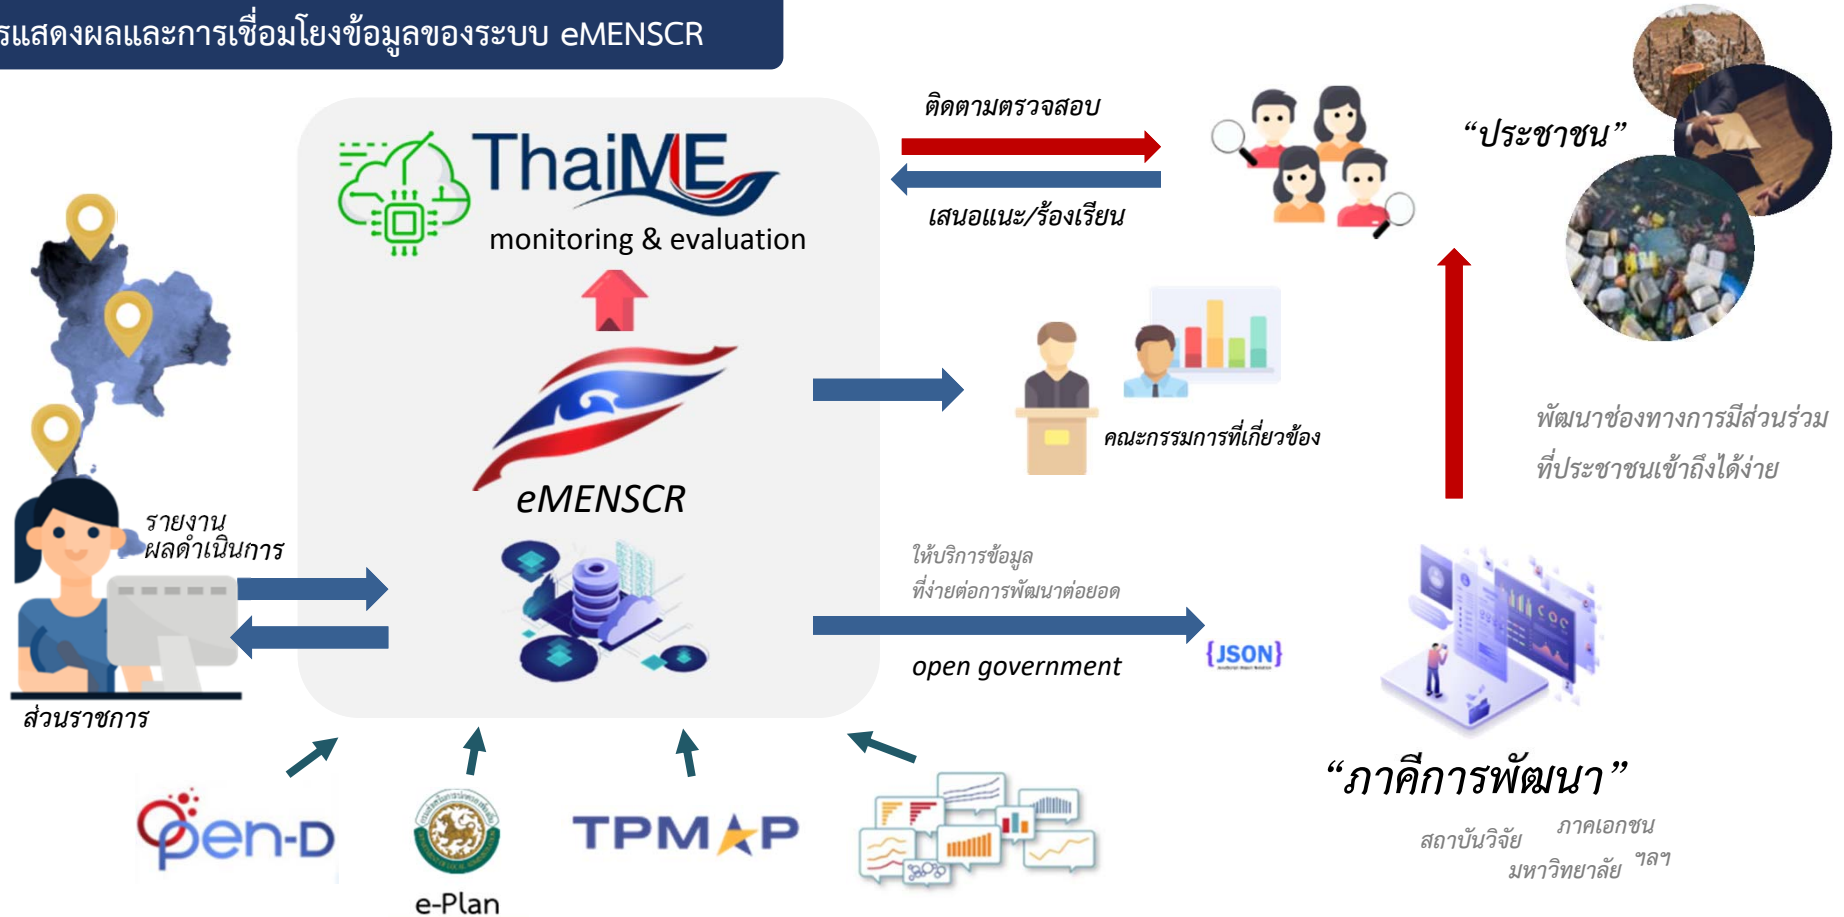 รแสดงผลและการเชื่อมโยงข้อมูลของระบบ eMENSCR
ThaiME
monitoring & evaluation
ติดตามตรวจสอบ
เสนอแนะ/ร้องเรียน
“ประชาชน”
eMENSCR
คณะกรรมการที่เกี่ยวข้อง
พัฒนาช่องทางการมีส่วนร่วม
ที่ประชาชนเข้าถึงได้ง่าย
รายงาน
ผลดำเนินการ
ส่วนราชการ
ให้บริการข้อมูล
ที่ง่ายต่อการพัฒนาต่อยอด
open government
{JSON}
“ภาคีการพัฒนา”
สถาบันวิจัย
ภาคเอกชน
มหาวิทยาลัย
ฯลฯ
Open-D
e-Plan
TPMAP